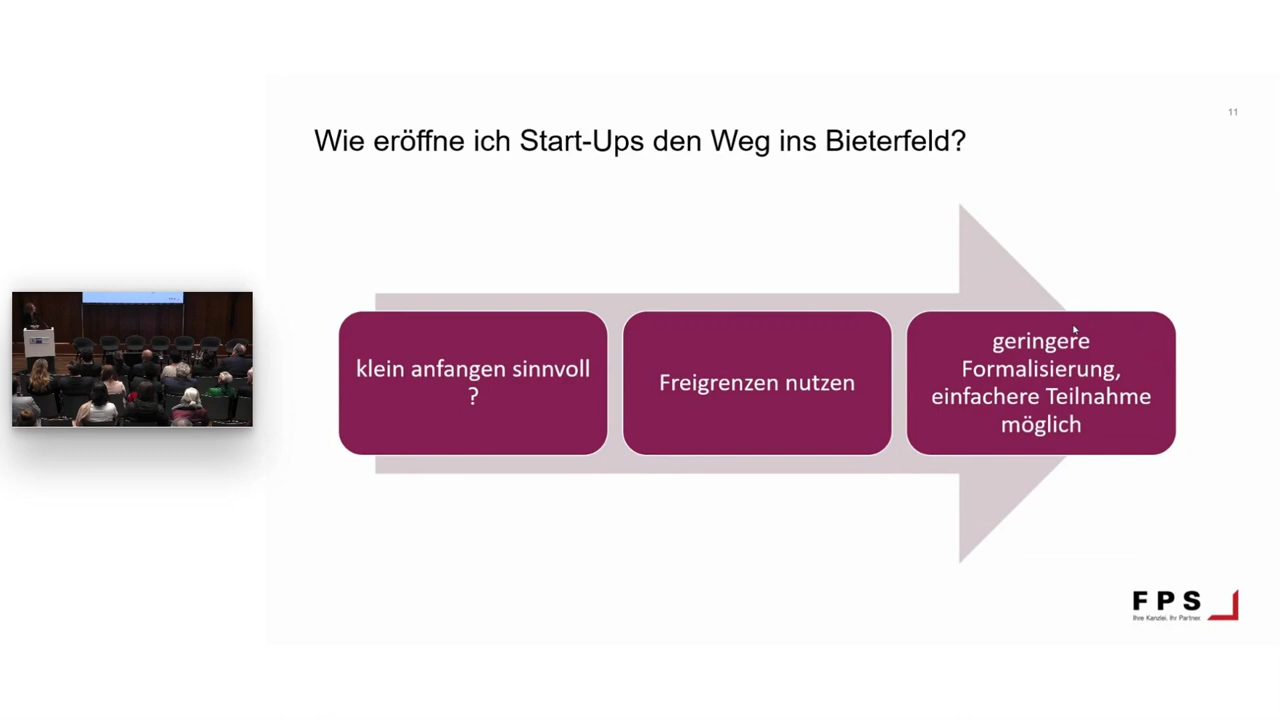 11
Wie eröffne ich Start-Ups den Weg ins Bieterfeld?
klein anfangen sinnvoll
?
Freigrenzen nutzen
geringere
Formalisierung,
einfachere Teilnahme
möglich
FPS
Ihre Kanzlei. Ihr Partner.